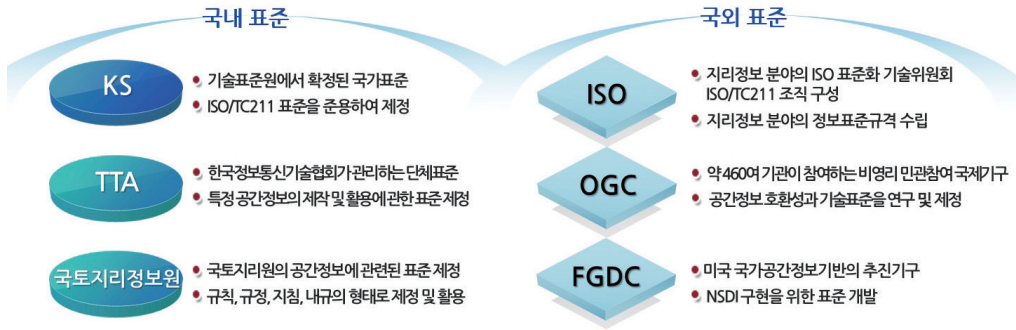 국내 표준
KS
기술표준원에서 확정된 국가표준
ISO/TC211 표준을 준용하여 제정
TTA
한국정보통신기술협회가 관리하는 단체표준
특정 공간정보의 제작 및 활용에 관한 표준 제정
국토지리정보원
국토지리원의 공간정보에 관련된 표준 제정
규칙, 규정, 지침, 내규의 형태로 제정 및 활용
국외 표준
ISO
지리정보 분야의 ISO 표준화 기술위원회
ISO/TC211 조직 구성
지리정보 분야의 정보표준규격 수립
OGC
약 460여 기관이 참여하는 비영리 민관참여 국제기구
공간정보 호환성과 기술표준을 연구 및 제정
FGDC
미국 국가공간정보기반의 추진기구
NSDI 구현을 위한 표준 개발